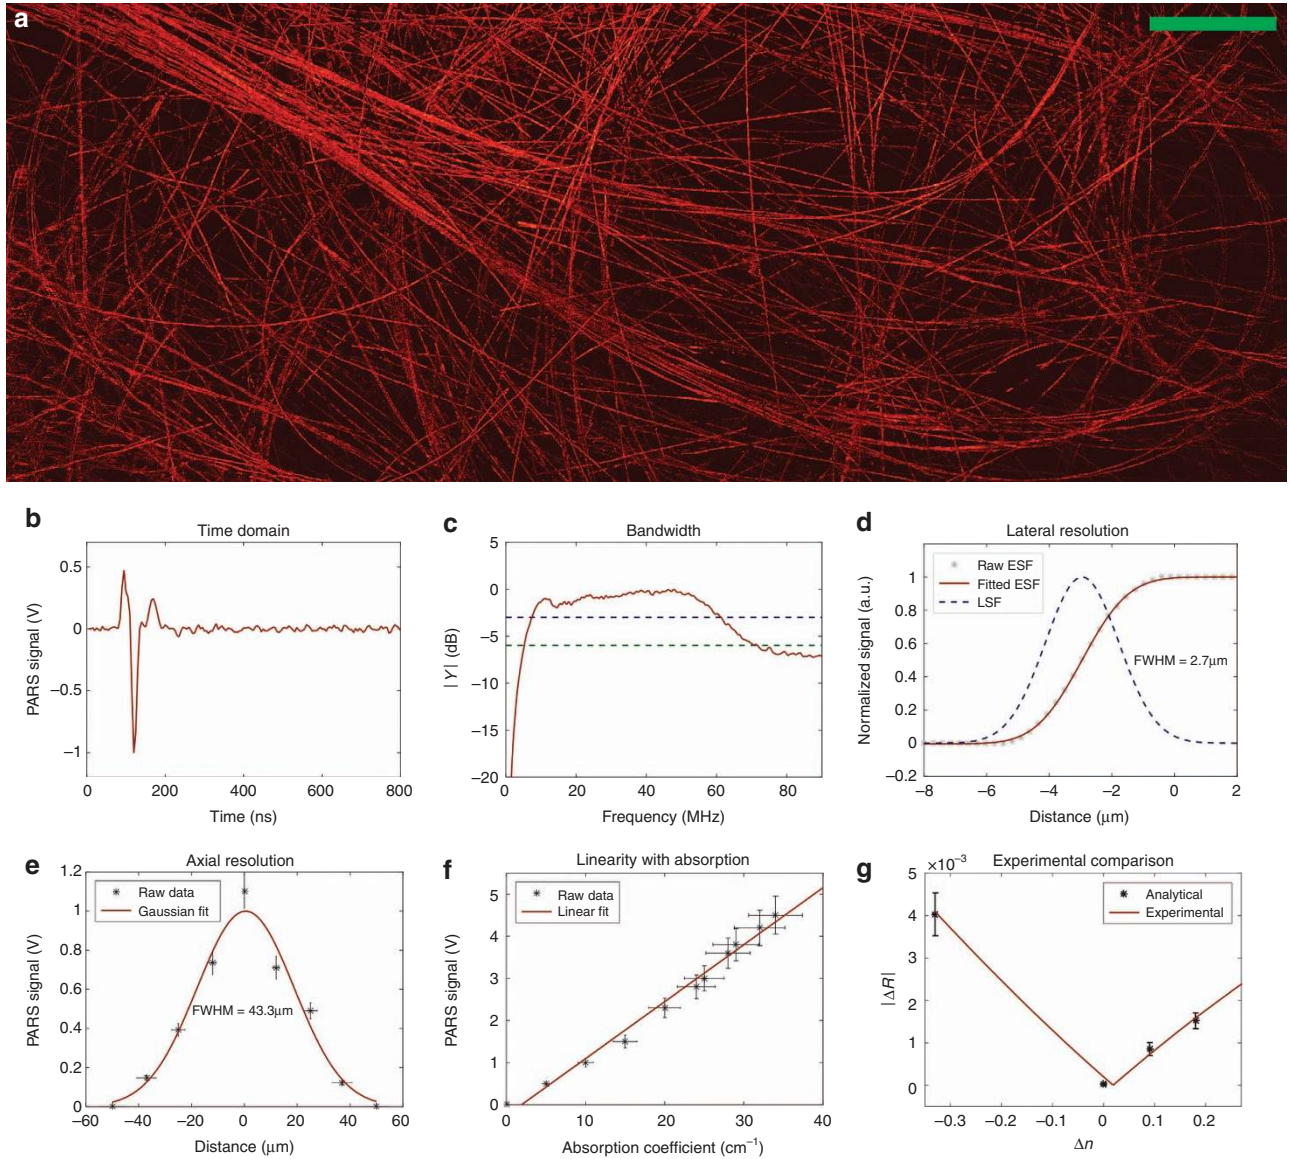 a
b
Time domain
PARS signal (V)
0.5
0
−0.5
−1
0
200
400
600
800
Time (ns)
c
Bandwidth
| Y | (dB)
5
0
−5
−10
−15
−20
0
20
40
60
80
Frequency (MHz)
d
Lateral resolution
Normalized signal (a.u.)
Raw ESF
Fitted ESF
LSF
FWHM = 2.7μm
1
0.8
0.6
0.4
0.2
0
−0.2
−8
−6
−4
−2
0
2
Distance (μm)
e
Axial resolution
PARS signal (V)
Raw data
Gaussian fit
FWHM = 43.3μm
1.2
1
0.8
0.6
0.4
0.2
0
−60
−40
−20
0
20
40
60
Distance (μm)
f
Linearity with absorption
PARS signal (V)
Raw data
Linear fit
5
4
3
2
1
0
0
10
20
30
40
Absorption coefficient (cm⁻¹)
g
×10⁻³
Experimental comparison
|ΔR|
Analytical
Experimental
5
4
3
2
1
0
−0.3
−0.2
−0.1
0
0.1
0.2
Δn